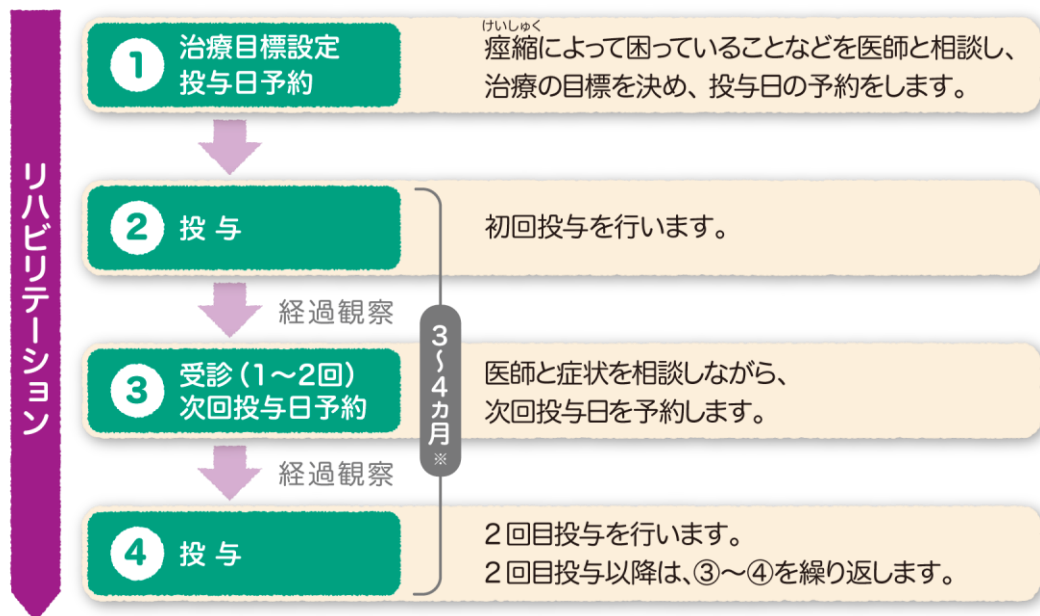 リハビリテーション
1
治療目標設定
投与日予約
けいしゅく
痙縮によって困っていることなどを医師と相談し、
治療の目標を決め、投与日の予約をします。
2
投与
初回投与を行います。
経過観察
3～4ヵ月※
3
受診（1～2回）
次回投与日予約
医師と症状を相談しながら、
次回投与日を予約します。
経過観察
4
投与
2回目投与を行います。
2回目投与以降は、③～④を繰り返します。